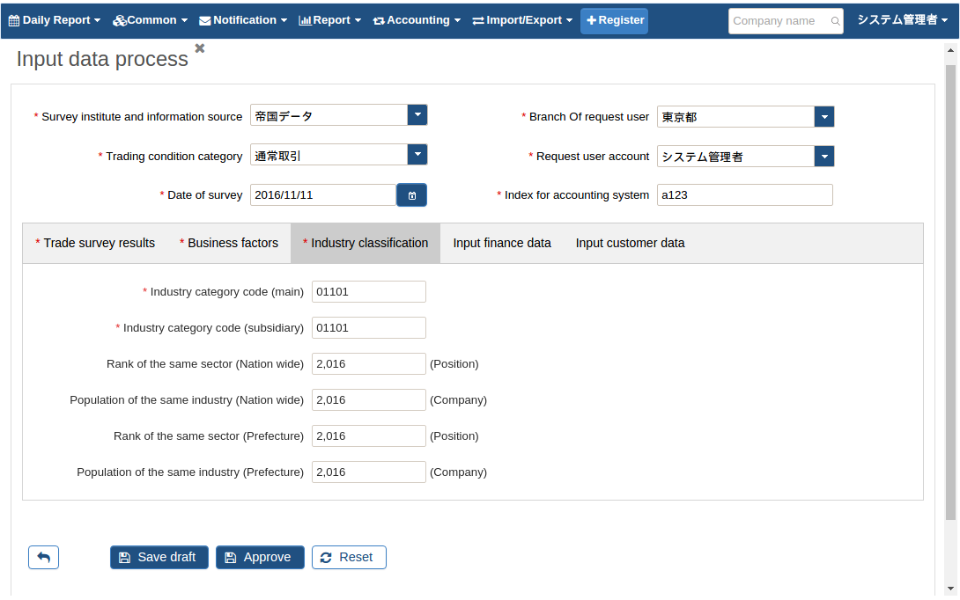 Daily Report Common Notification Report Accounting Import/Export Register Company name システム管理者
Input data process
* Survey institute and information source 帝国データ * Branch Of request user 東京都
* Trading condition category 通常取引 * Request user account システム管理者
* Date of survey 2016/11/11 * Index for accounting system a123
* Trade survey results * Business factors * Industry classification Input finance data Input customer data
* Industry category code (main) 01101
* Industry category code (subsidiary) 01101
Rank of the same sector (Nation wide) 2,016 (Position)
Population of the same industry (Nation wide) 2,016 (Company)
Rank of the same sector (Prefecture) 2,016 (Position)
Population of the same industry (Prefecture) 2,016 (Company)
Save draft Approve Reset